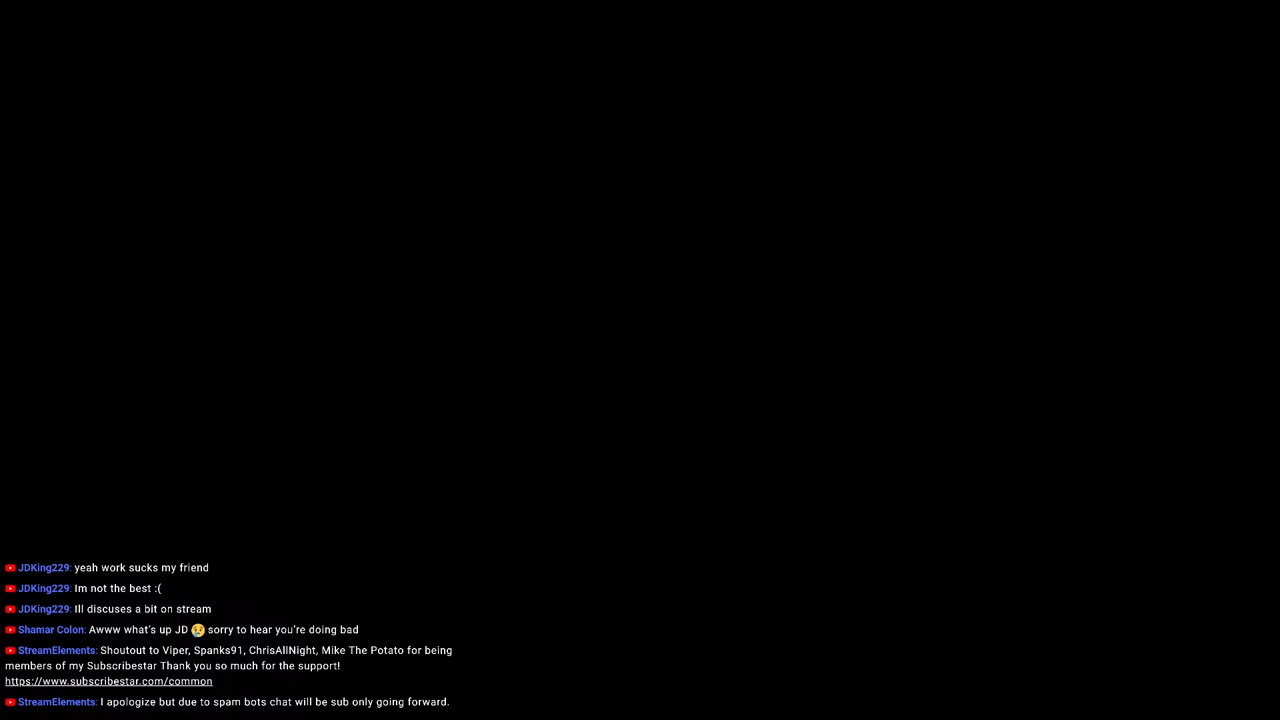 JDKing229: yeah work sucks my friend
JDKing229: Im not the best :(
JDKing229: Ill discuses a bit on stream
Shamar Colon: Awww what's up JD 😢 sorry to hear you're doing bad
StreamElements: Shoutout to Viper, Spanks91, ChrisAllNight, Mike The Potato for being
members of my Subscribestar Thank you so much for the support!
https://www.subscribestar.com/common
StreamElements: I apologize but due to spam bots chat will be sub only going forward.